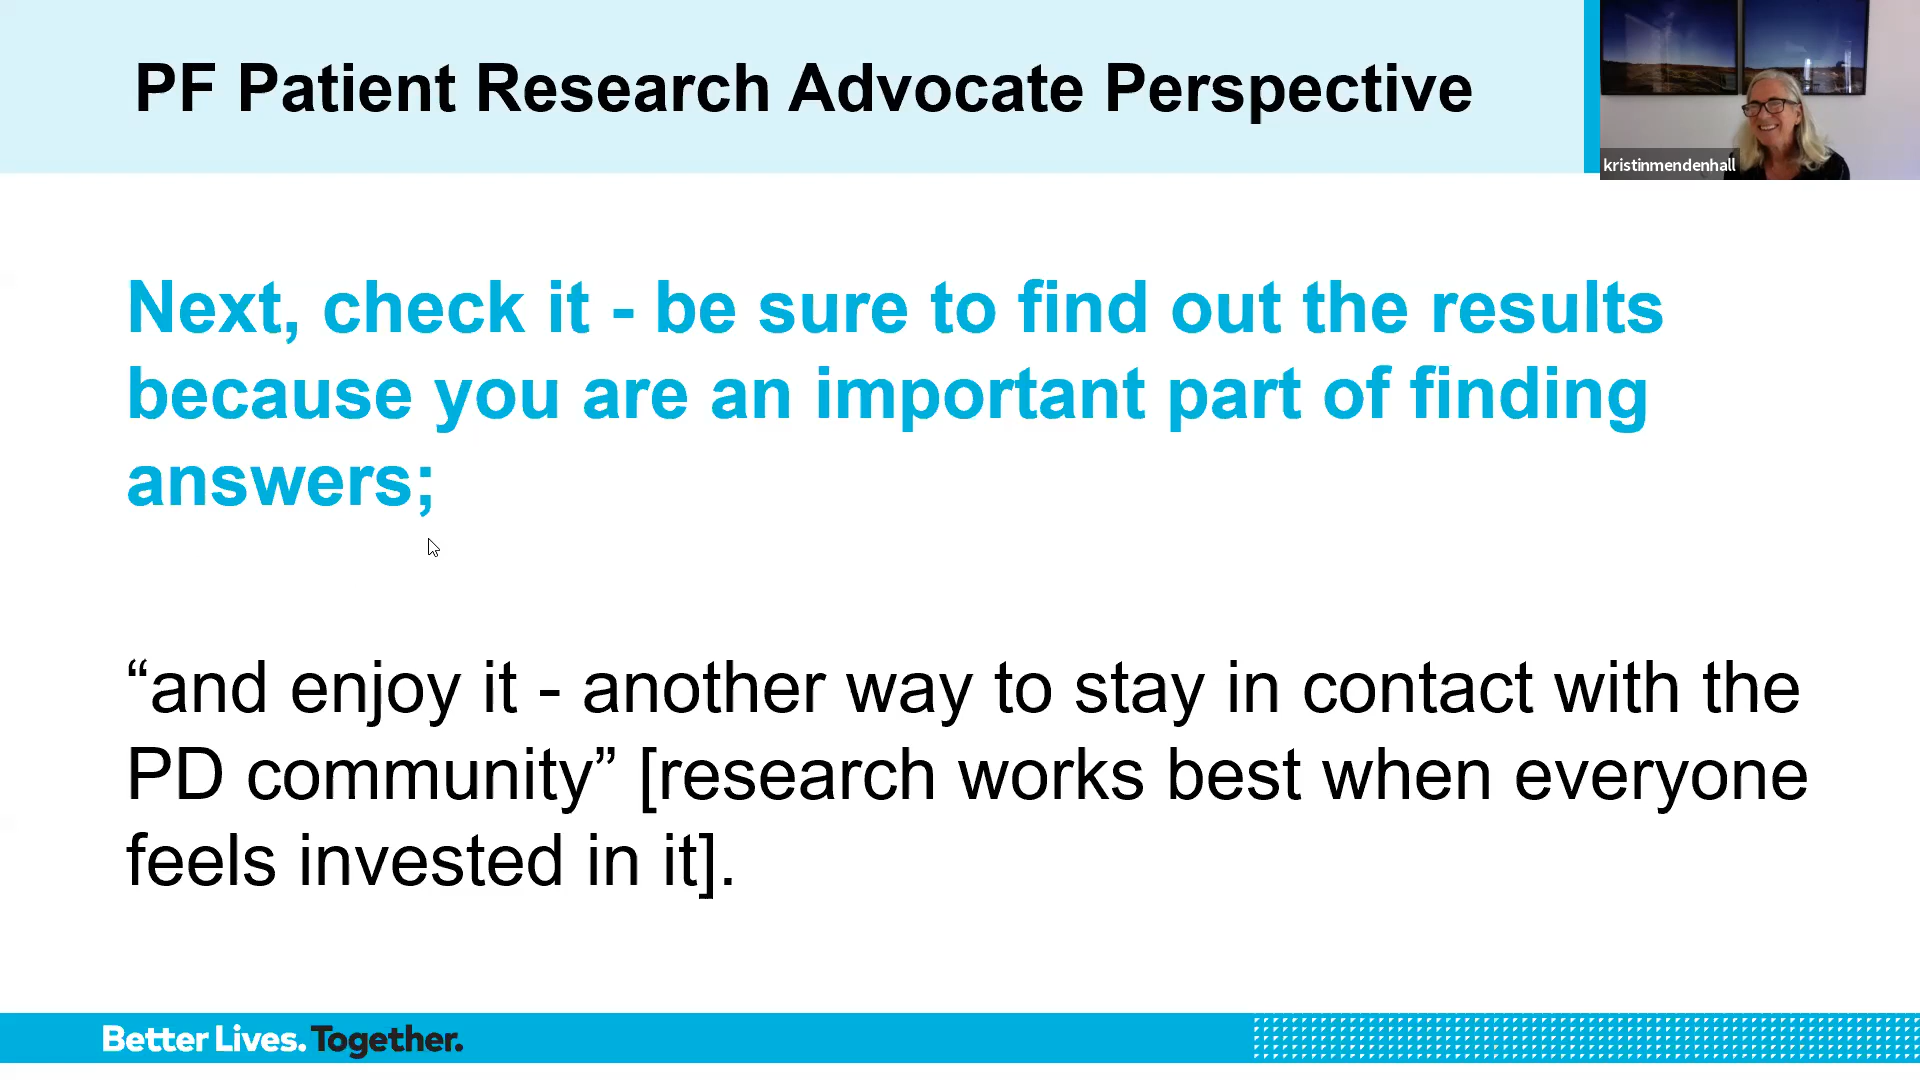 PF Patient Research Advocate Perspective
kristinmendenhall
Next, check it - be sure to find out the results
because you are an important part of finding
answers;
“and enjoy it - another way to stay in contact with the
PD community” [research works best when everyone
feels invested in it].
Better Lives. Together.